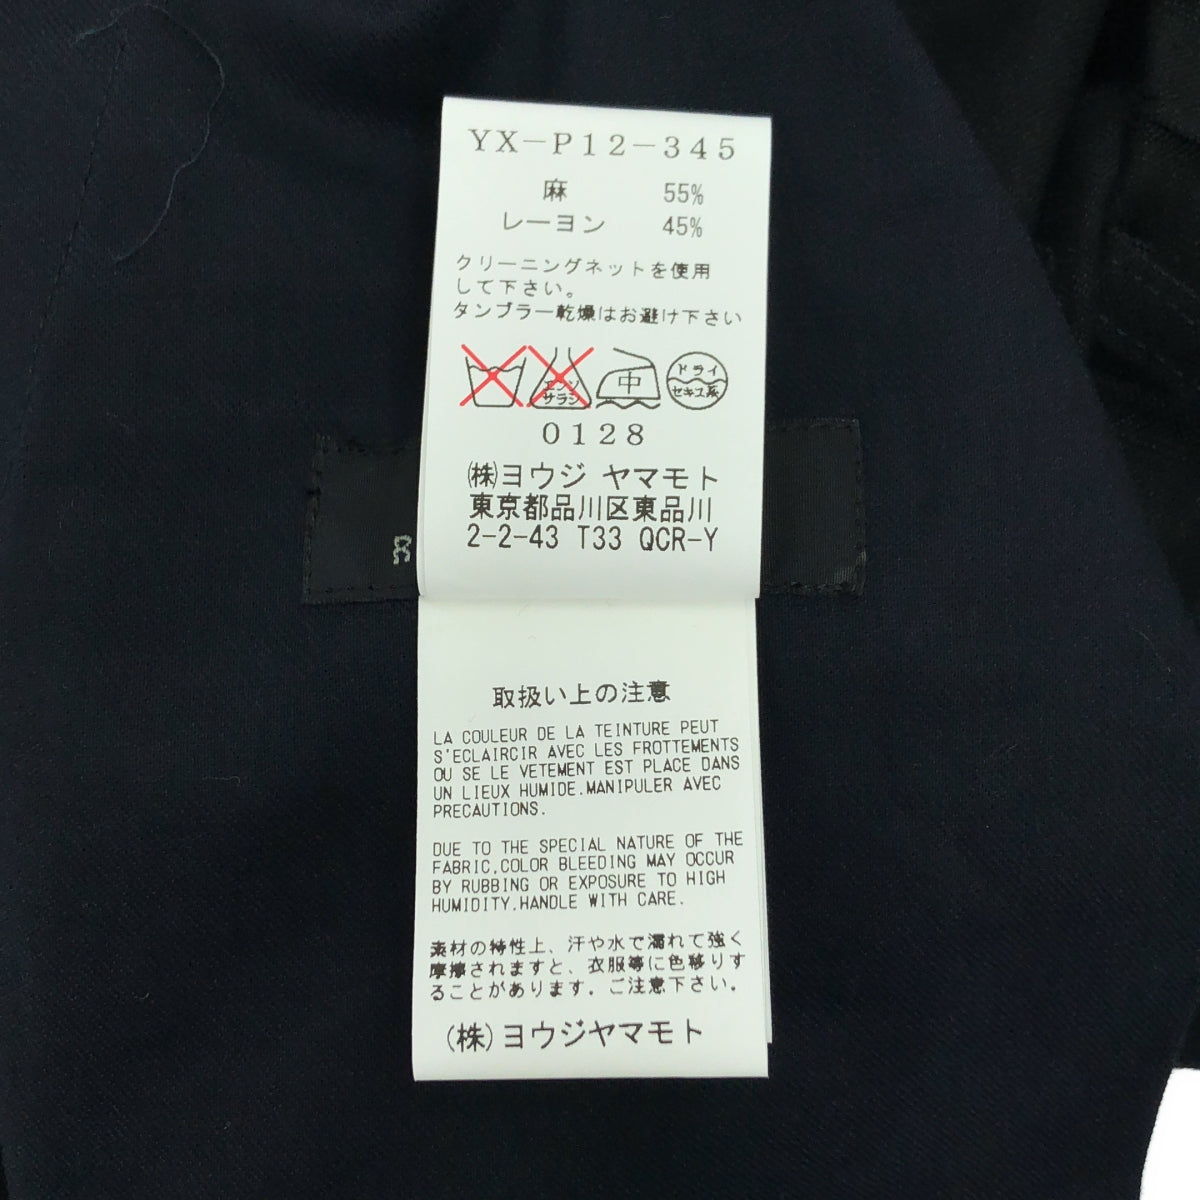 YX-P12-345
麻 55%
レーヨン 45%
クリーニングネットを使用
して下さい。
タンブラー乾燥はお避け下さい
エンソ
サラシ
中
ドライ
セキユ系
0128
㈱ヨウジ ヤマモト
東京都品川区東品川
2-2-43 T33 QCR-Y
取扱い上の注意
LA COULEUR DE LA TEINTURE PEUT
S'ECLAIRCIR AVEC LES FROTTEMENTS
OU SE LE VETEMENT EST PLACE DANS
UN LIEUX HUMIDE.MANIPULER AVEC
PRECAUTIONS.
DUE TO THE SPECIAL NATURE OF THE
FABRIC,COLOR BLEEDING MAY OCCUR
BY RUBBING OR EXPOSURE TO HIGH
HUMIDITY.HANDLE WITH CARE.
素材の特性上、汗や水で濡れて強く
摩擦されますと、衣服等に色移りす
ることがあります。ご注意下さい。
(株)ヨウジヤマモト